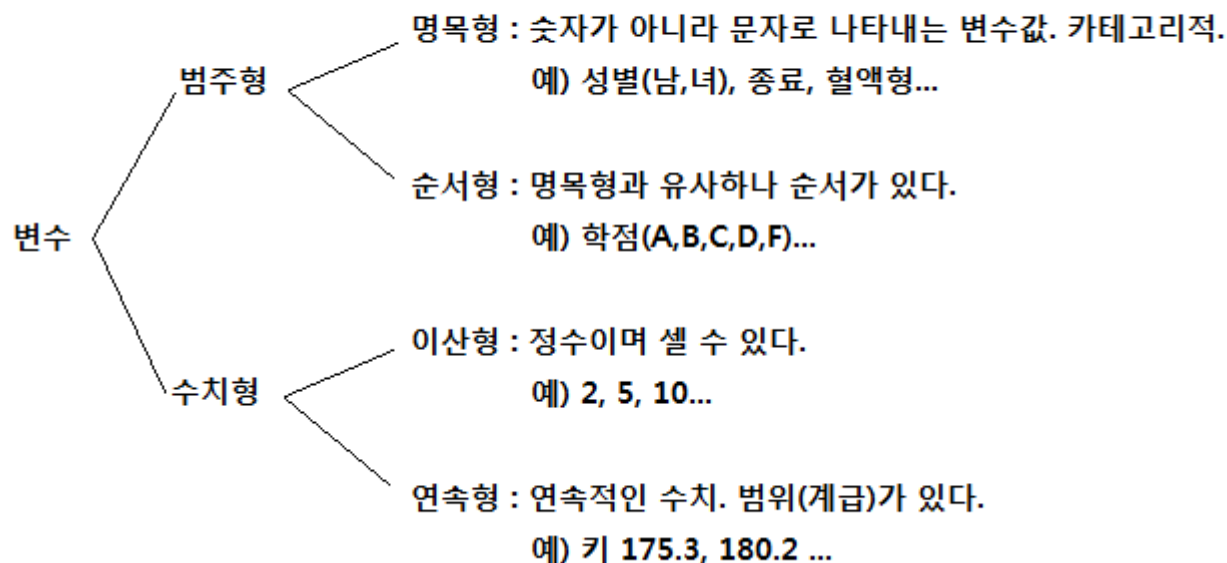 명목형 : 숫자가 아니라 문자로 나타내는 변수값. 카테고리적.
범주형
예) 성별(남,녀), 종료, 혈액형...
순서형 : 명목형과 유사하나 순서가 있다.
변수
예) 학점(A,B,C,D,F)...
이산형 : 정수이며 셀 수 있다.
수치형
예) 2, 5, 10...
연속형 : 연속적인 수치. 범위(계급)가 있다.
예) 키 175.3, 180.2 ...